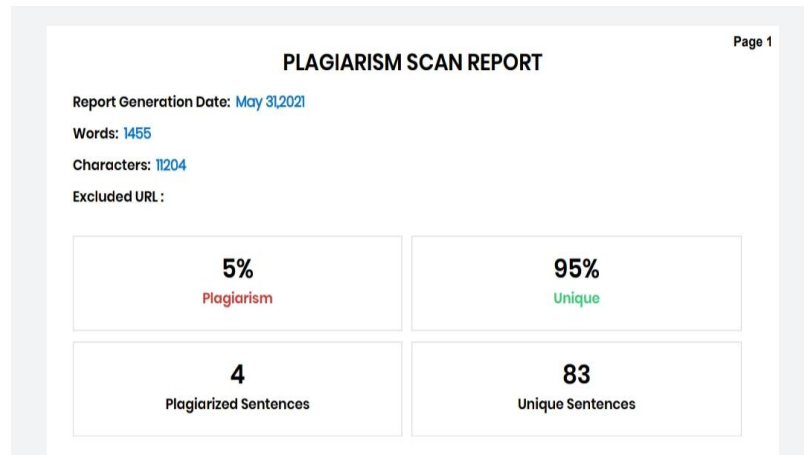 Page 1
PLAGIARISM SCAN REPORT
Report Generation Date: May 31,2021
Words: 1455
Characters: 11204
Excluded URL :
5%
Plagiarism
95%
Unique
4
Plagiarized Sentences
83
Unique Sentences